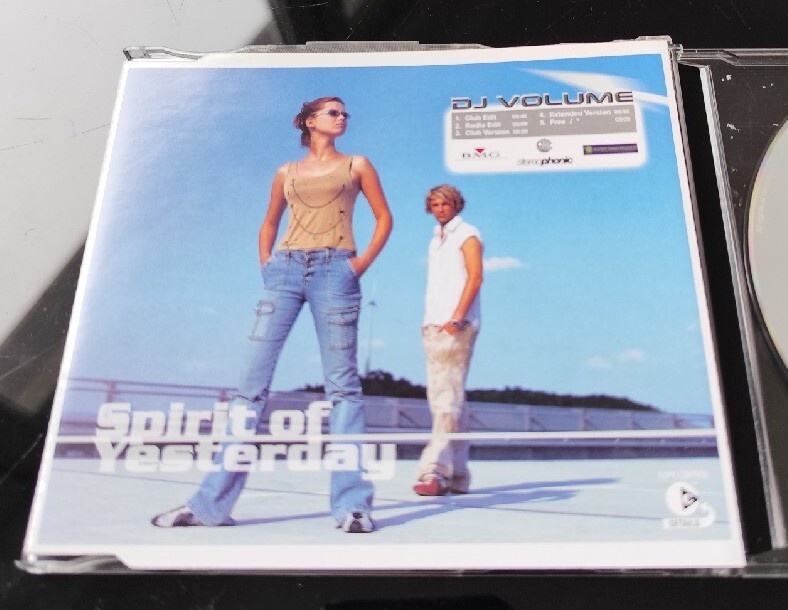 DJ VOLUME
1. Club Edit
2. Radio Edit
3. Club Version
4. Extended Version
5. Free / *
BMG
stereophonic
Spirit of
Yesterday